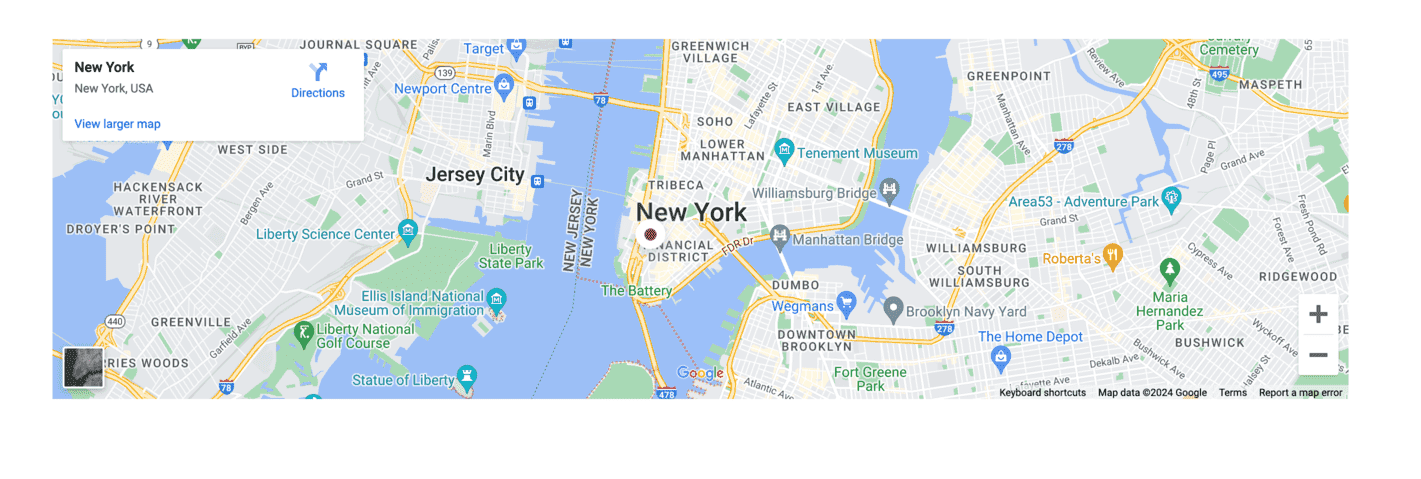 9
JOURNAL SQUARE
Target
GREENWICH
VILLAGE
Cemetery
New York
New York, USA
Directions
View larger map
139
Newport Centre
78
1st Ave
Lafayette St
EAST VILLAGE
GREENPOINT
Review Ave
48th St
495
MASPETH
65
Marin Blvd
SOHO
LOWER
MANHATTAN
Manhattan Ave
278
WEST SIDE
Tenement Museum
Page Pl
Grand Ave
Jersey City
Grand St
HACKENSACK
RIVER
WATERFRONT
Bergen Ave
TRIBECA
Williamsburg Bridge
Area53 - Adventure Park
Fresh Pond Rd
DROYER'S POINT
Liberty Science Center
NEW JERSEY
NEW YORK
New York
Grand St
Forest Ave
Liberty
State Park
FINANCIAL
DISTRICT
FDR Dr
Manhattan Bridge
WILLIAMSBURG
Roberta's
Cypress Ave
SOUTH
WILLIAMSBURG
RIDGEWOOD
The Battery
DUMBO
Ellis Island National
Museum of Immigration
Wegmans
Brooklyn Navy Yard
Maria
Hernandez
Park
440
GREENVILLE
Garfield Ave
Liberty National
Golf Course
DOWNTOWN
BROOKLYN
278
The Home Depot
BUSHWICK
Wyckoff Ave
Bushwick Ave
Dekalb Ave
Halsey St
Statue of Liberty
78
Google
478
Atlantic Ave
Fort Greene
Park
Keyboard shortcuts
Map data ©2024 Google
Terms
Report a map error